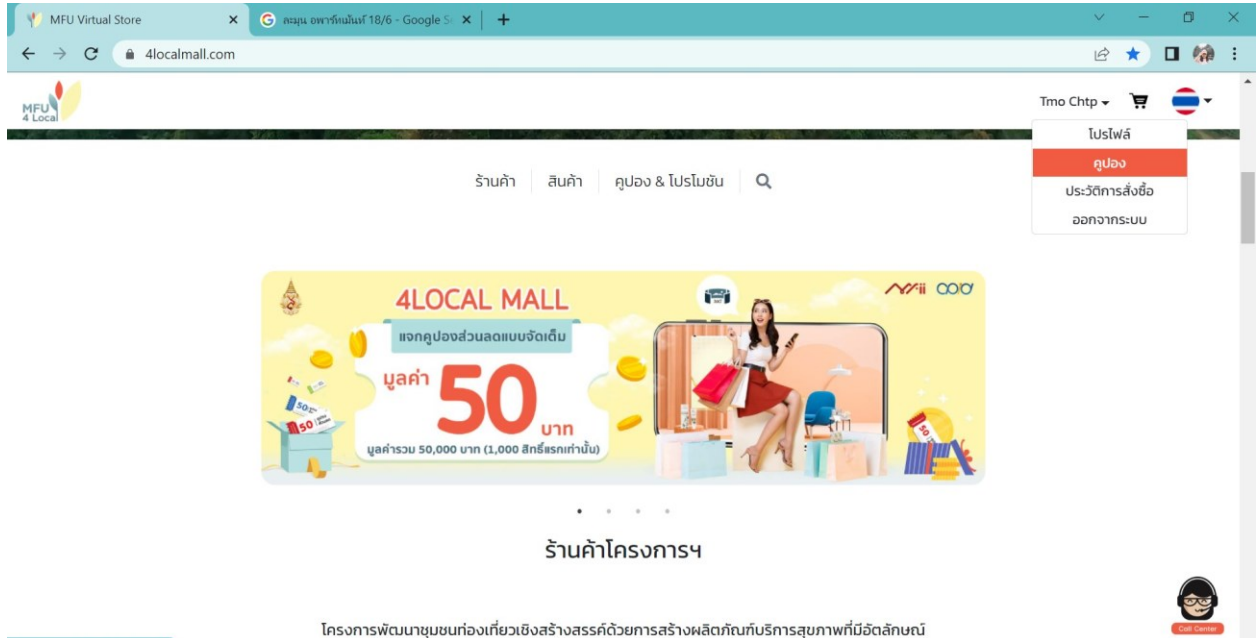 MFU Virtual Store
ละมุน อพาร์ทเม้นท์ 18/6 - Google S
4localmall.com
MFU
4 Local
Tmo Chtp
โปรไฟล์
คูปอง
ประวัติการสั่งซื้อ
ออกจากระบบ
ร้านค้า
สินค้า
คูปอง & โปรโมชัน
4LOCAL MALL
แจกคูปองส่วนลดแบบจัดเต็ม
มูลค่า 50 บาท
มูลค่ารวม 50,000 บาท (1,000 สิทธิ์แรกเท่านั้น)
50
50
50
ร้านค้าโครงการฯ
โครงการพัฒนาชุมชนท่องเที่ยวเชิงสร้างสรรค์ด้วยการสร้างผลิตภัณฑ์บริการสุขภาพที่มีอัตลักษณ์
Call Center